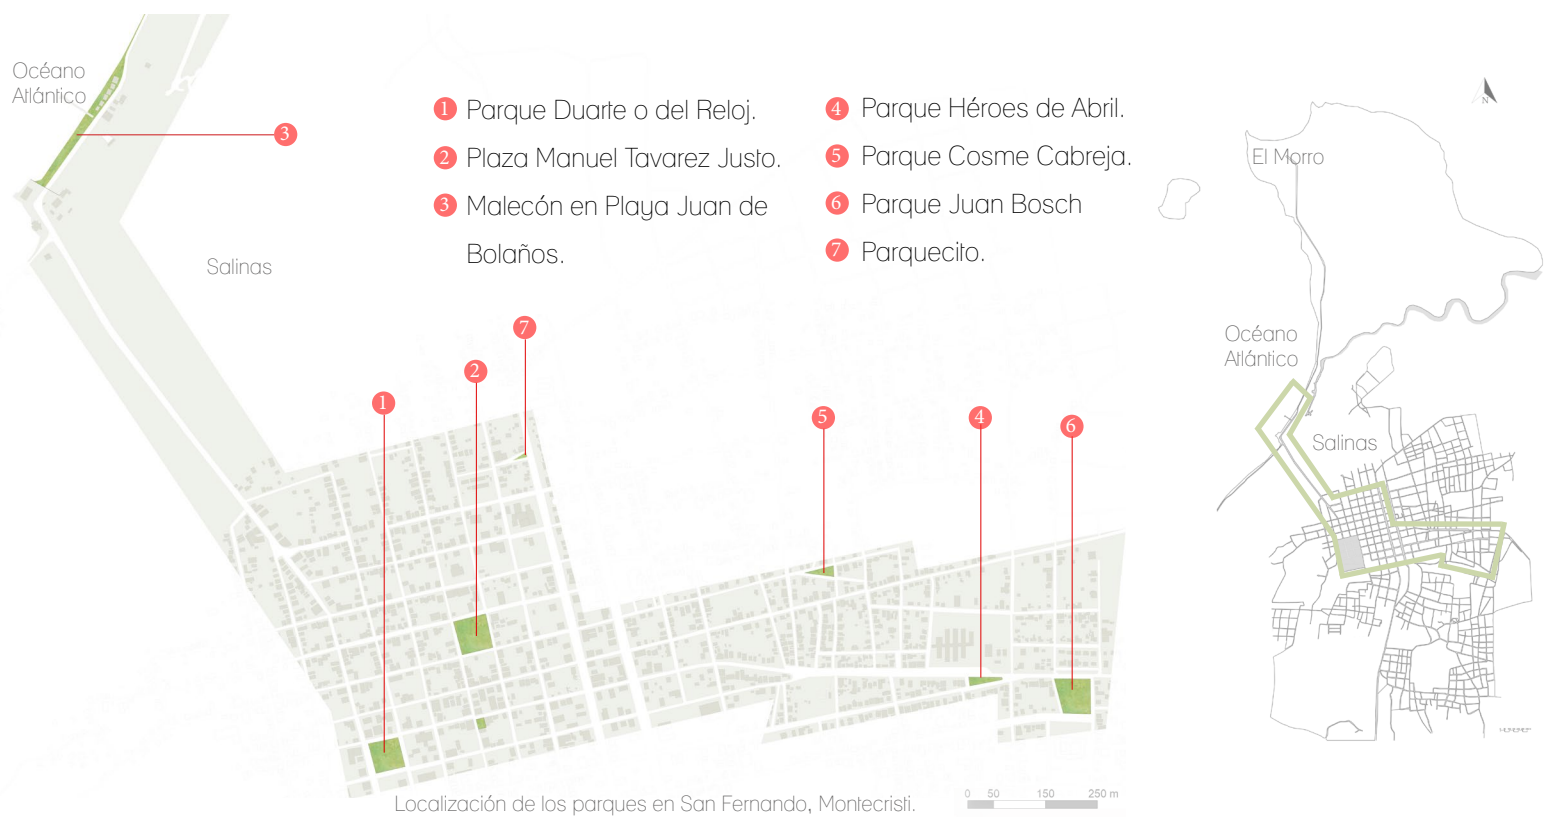 Océano
Atlántico
3
Salinas
1 Parque Duarte o del Reloj.
2 Plaza Manuel Tavarez Justo.
3 Malecón en Playa Juan de
Bolaños.
4 Parque Héroes de Abril.
5 Parque Cosme Cabreja.
6 Parque Juan Bosch
7 Parquecito.
7
2
1
5
4
6
N
El Morro
Océano
Atlántico
Salinas
Localización de los parques en San Fernando, Montecristi.
0 50 150 250 m